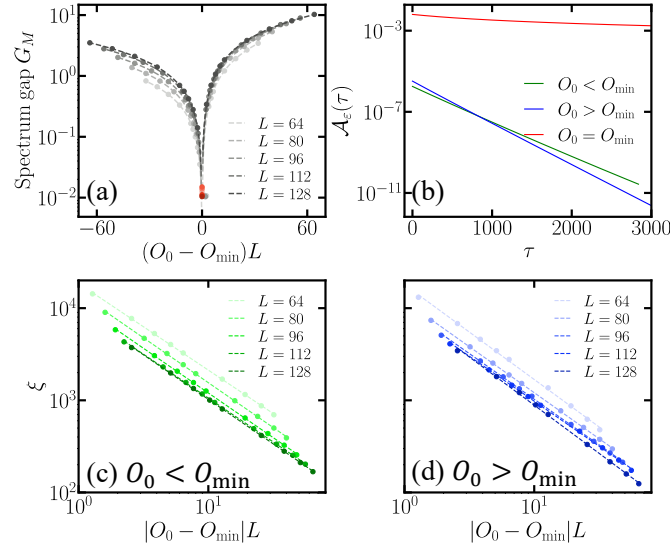 Spectrum gap G_M
10^1
10^0
10^{-1}
10^{-2}
L = 64
L = 80
L = 96
L = 112
L = 128
(a)
−60
0
60
(O_0 − O_min)L
𝒜_ε(τ)
10^{-3}
10^{-7}
10^{-11}
O_0 < O_min
O_0 > O_min
O_0 = O_min
(b)
0
1000
2000
3000
τ
ξ
10^4
10^3
10^2
L = 64
L = 80
L = 96
L = 112
L = 128
(c) O_0 < O_min
10^0
10^1
|O_0 − O_min|L
L = 64
L = 80
L = 96
L = 112
L = 128
(d) O_0 > O_min
10^0
10^1
|O_0 − O_min|L